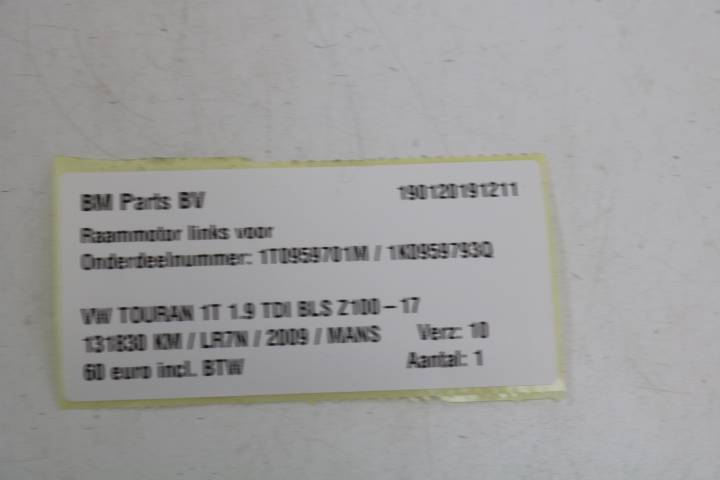 BM Parts BV 190120191211
Raammotor links voor
Onderdeelnummer: 1T0959701M / 1K0959793Q
VW TOURAN 1T 1.9 TDI BLS Z100 - 17
131830 KM / LR7N / 2009 / MANS Verz: 10
60 euro incl. BTW Aantal: 1